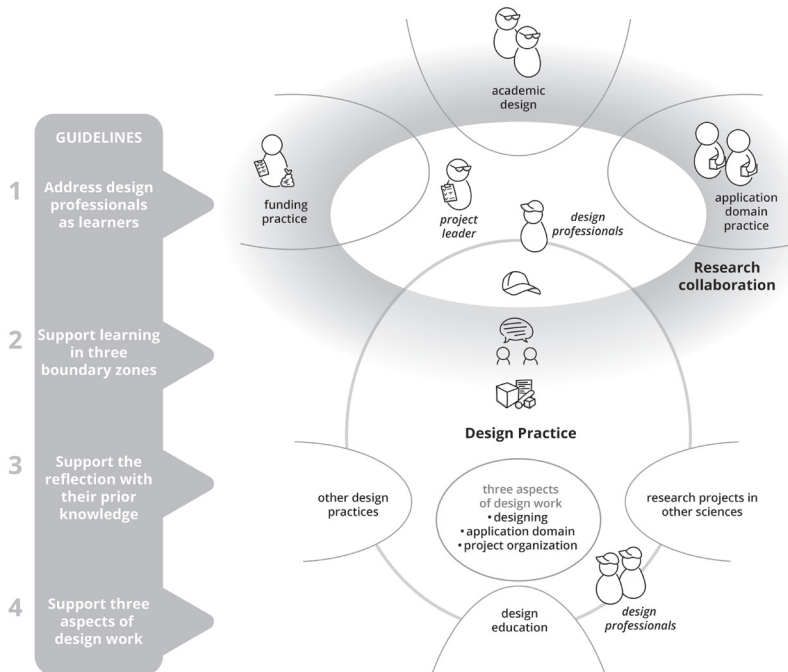 GUIDELINES
1
Address design
professionals
as learners
2
Support learning
in three
boundary zones
3
Support the
reflection with
their prior
knowledge
4
Support three
aspects of
design work
academic
design
funding
practice
project
leader
design
professionals
application
domain
practice
Research
collaboration
Design Practice
other design
practices
three aspects
of design work
• designing
• application domain
• project organization
research projects in
other sciences
design
education
design
professionals